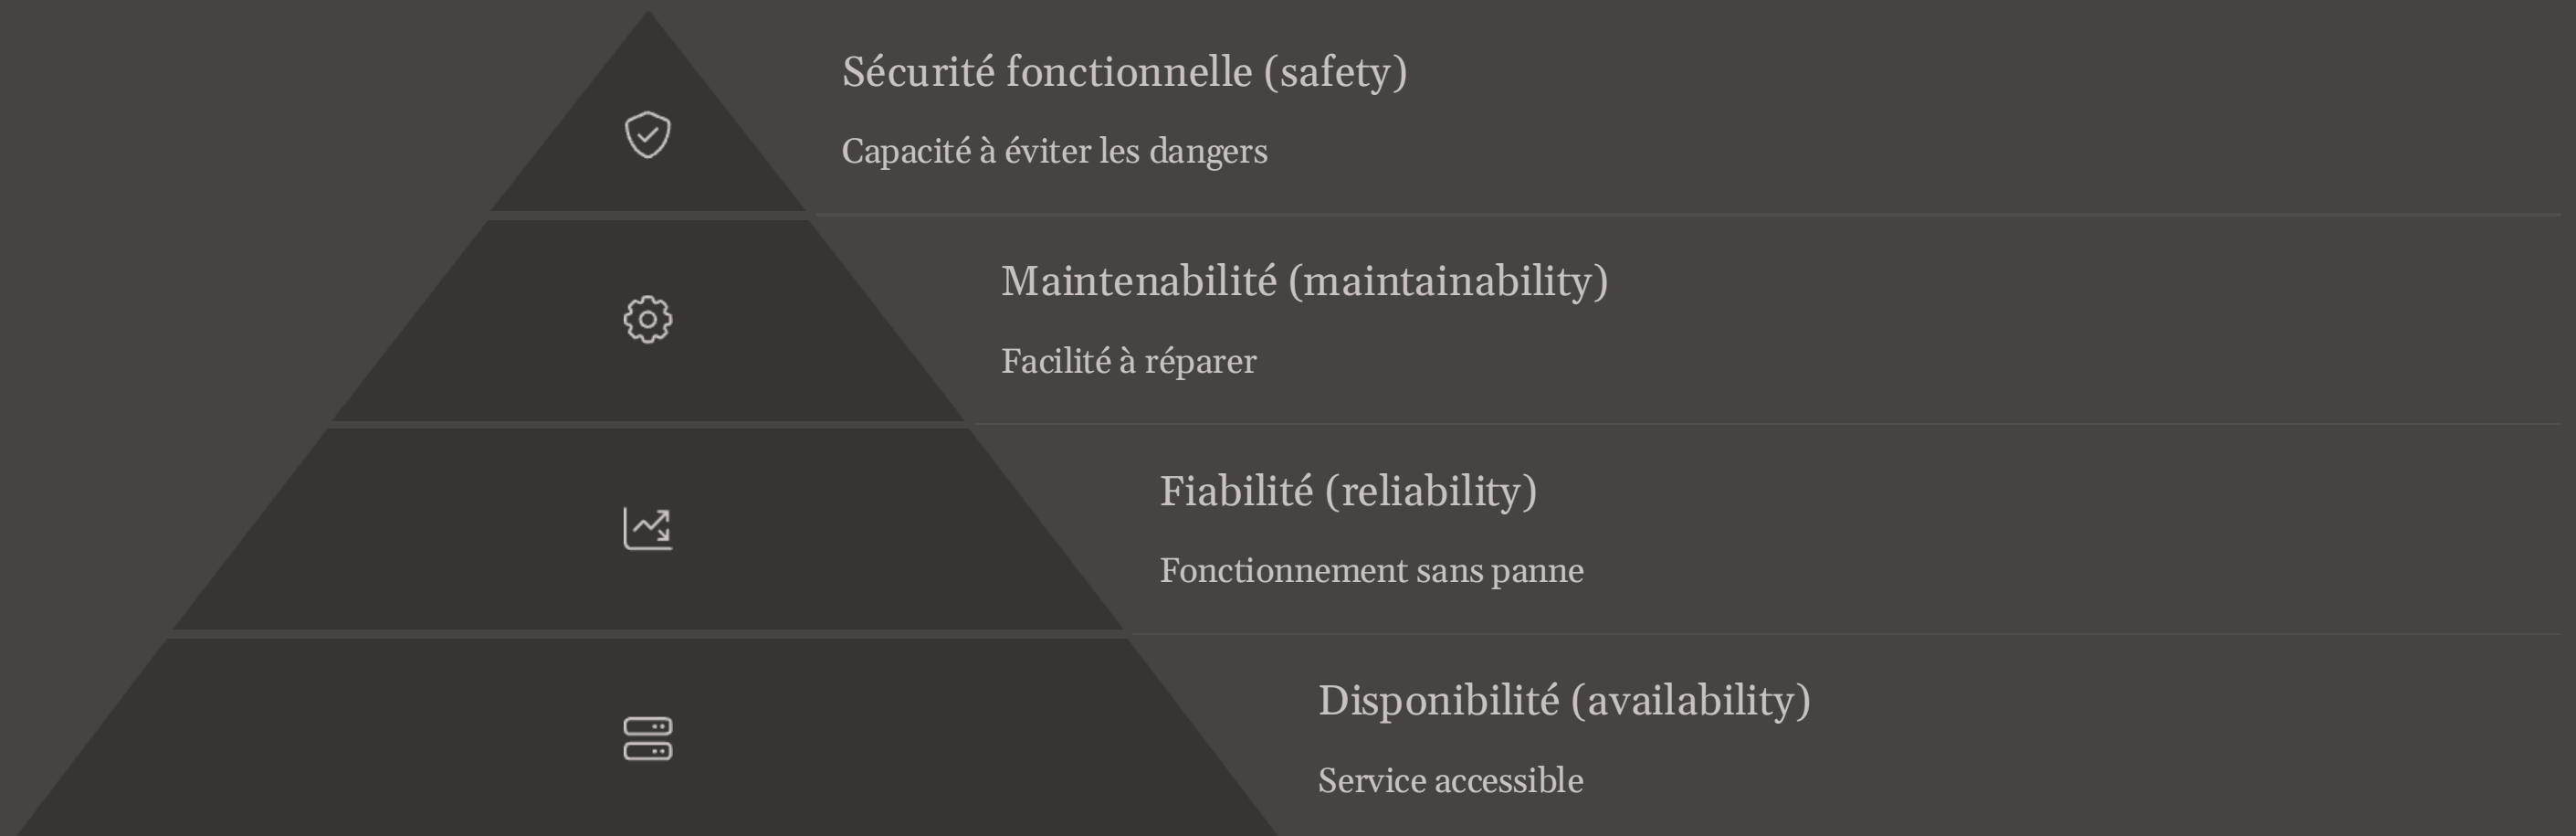 Sécurité fonctionnelle (safety)
Capacité à éviter les dangers
Maintenabilité (maintainability)
Facilité à réparer
Fiabilité (reliability)
Fonctionnement sans panne
Disponibilité (availability)
Service accessible